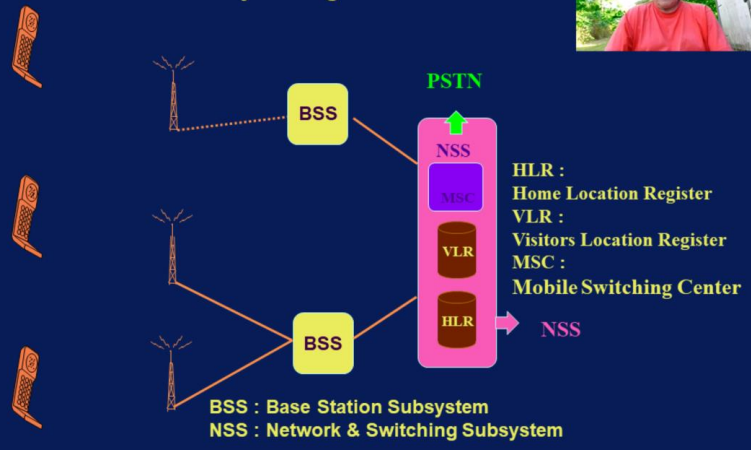 PSTN
BSS
NSS
MSC
HLR :
Home Location Register
VLR :
Visitors Location Register
MSC :
Mobile Switching Center
VLR
HLR
NSS
BSS
BSS : Base Station Subsystem
NSS : Network & Switching Subsystem